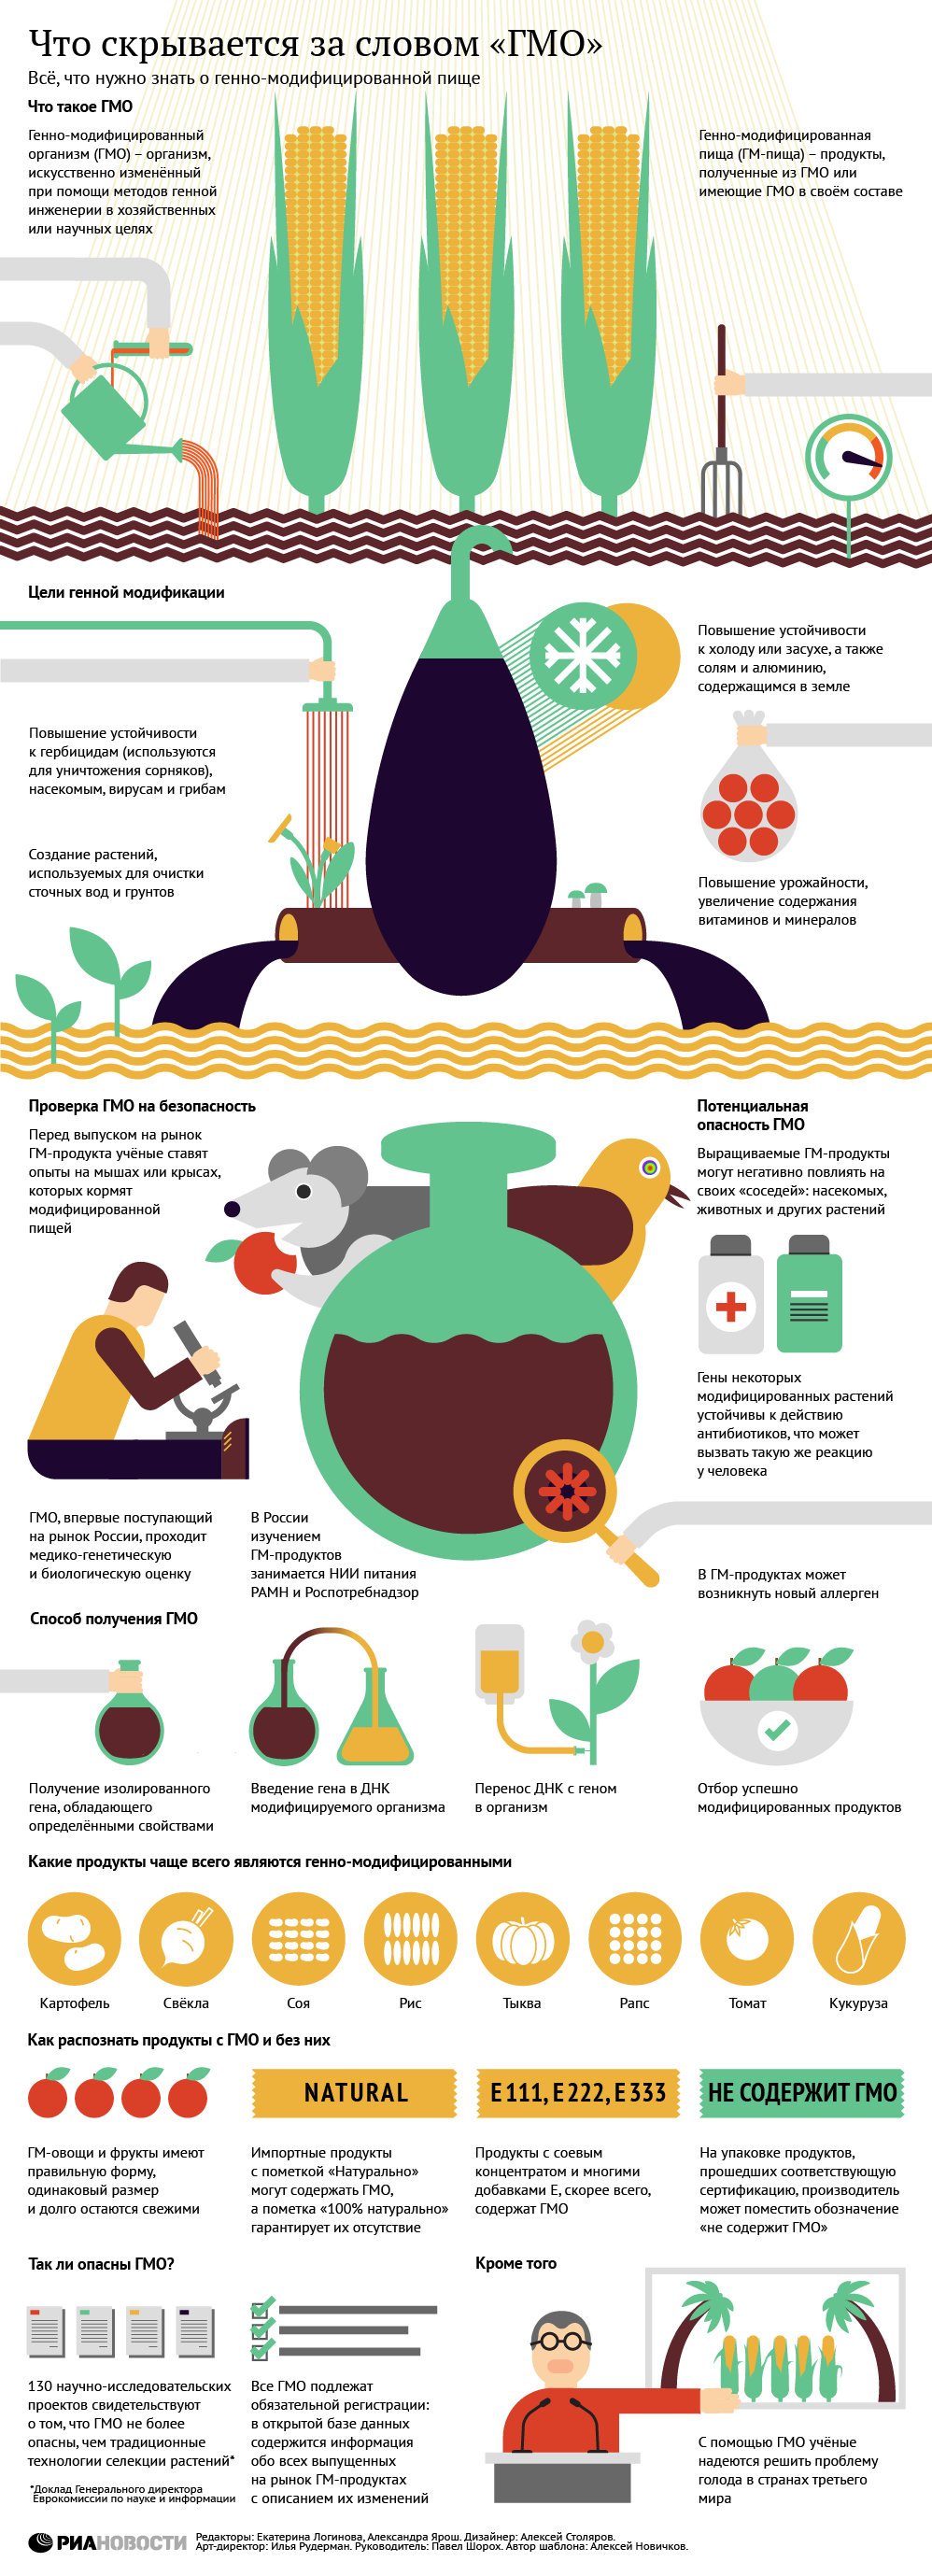 Что скрывается за словом «ГМО»
Всё, что нужно знать о генно-модифицированной пище
Что такое ГМО
Генно-модифицированный
организм (ГМО) – организм,
искусственно изменённый
при помощи методов генной
инженерии в хозяйственных
или научных целях
Генно-модифицированная
пища (ГМ-пища) – продукты,
полученные из ГМО или
имеющие ГМО в своём составе
Цели генной модификации
Повышение устойчивости
к гербицидам (используются
для уничтожения сорняков),
насекомым, вирусам и грибам
Создание растений,
используемых для очистки
сточных вод и грунтов
Повышение устойчивости
к холоду или засухе, а также
солям и алюминию,
содержащимся в земле
Повышение урожайности,
увеличение содержания
витаминов и минералов
Проверка ГМО на безопасность
Перед выпуском на рынок
ГМ-продукта учёные ставят
опыты на мышах или крысах,
которых кормят
модифицированной
пищей
ГМО, впервые поступающий
на рынок России, проходит
медико-генетическую
и биологическую оценку
В России
изучением
ГМ-продуктов
занимается НИИ питания
РАМН и Роспотребнадзор
Потенциальная
опасность ГМО
Выращиваемые ГМ-продукты
могут негативно повлиять на
своих «соседей»: насекомых,
животных и других растений
Гены некоторых
модифицированных растений
устойчивы к действию
антибиотиков, что может
вызвать такую же реакцию
у человека
В ГМ-продуктах может
возникнуть новый аллерген
Способ получения ГМО
Получение изолированного
гена, обладающего
определёнными свойствами
Введение гена в ДНК
модифицируемого организма
Перенос ДНК с геном
в организм
Отбор успешно
модифицированных продуктов
Какие продукты чаще всего являются генно-модифицированными
Картофель
Свёкла
Соя
Рис
Тыква
Рапс
Томат
Кукуруза
Как распознать продукты с ГМО и без них
NATURAL
E 111, E 222, E 333
НЕ СОДЕРЖИТ ГМО
ГМ-овощи и фрукты имеют
правильную форму,
одинаковый размер
и долго остаются свежими
Импортные продукты
с пометкой «Натурально»
могут содержать ГМО,
а пометка «100% натурально»
гарантирует их отсутствие
Продукты с соевым
концентратом и многими
добавками Е, скорее всего,
содержат ГМО
На упаковке продуктов,
прошедших соответствующую
сертификацию, производитель
может поместить обозначение
«не содержит ГМО»
Так ли опасны ГМО?
130 научно-исследовательских
проектов свидетельствуют
о том, что ГМО не более
опасны, чем традиционные
технологии селекции растений*
*Доклад Генерального директора
Еврокомиссии по науке и информации
Все ГМО подлежат
обязательной регистрации:
в открытой базе данных
содержится информация
обо всех выпущенных
на рынок ГМ-продуктах
с описанием их изменений
Кроме того
С помощью ГМО учёные
надеются решить проблему
голода в странах третьего
мира
РИАНОВОСТИ
Редакторы: Екатерина Логинова, Александра Ярош. Дизайнер: Алексей Столяров.
Арт-директор: Илья Рудерман. Руководитель: Павел Шорох. Автор шаблона: Алексей Новичков.